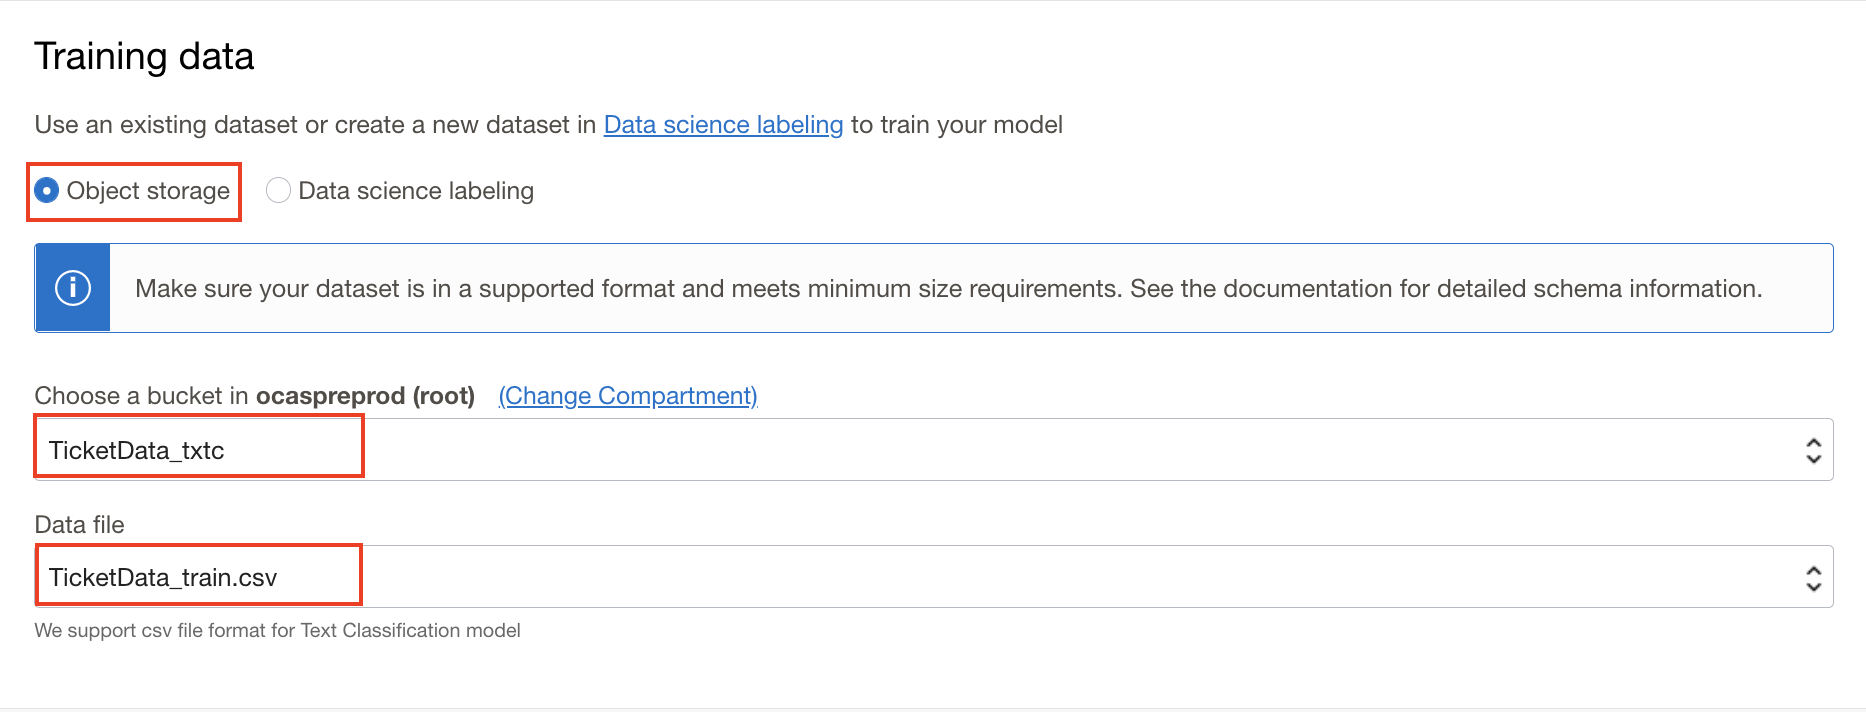 Training data
Use an existing dataset or create a new dataset in Data science labeling to train your model
Object storage Data science labeling
Make sure your dataset is in a supported format and meets minimum size requirements. See the documentation for detailed schema information.
Choose a bucket in ocaspreprod (root) (Change Compartment)
TicketData_txtc
Data file
TicketData_train.csv
We support csv file format for Text Classification model